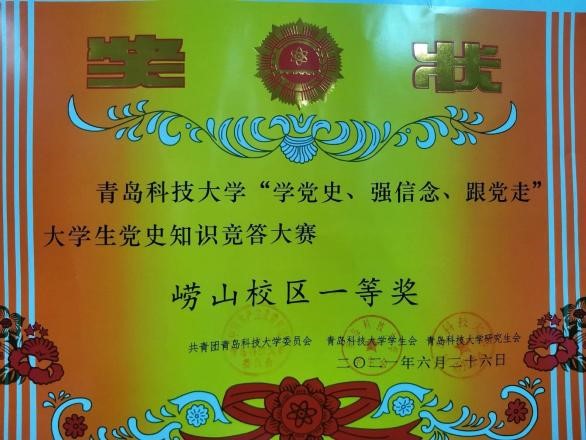 奖状
青岛科技大学“学党史、强信念、跟党走”
大学生党史知识竞答大赛
崂山校区一等奖
共青团青岛科技大学委员会 青岛科技大学学生会 青岛科技大学研究生会
二〇二一年六月二十六日